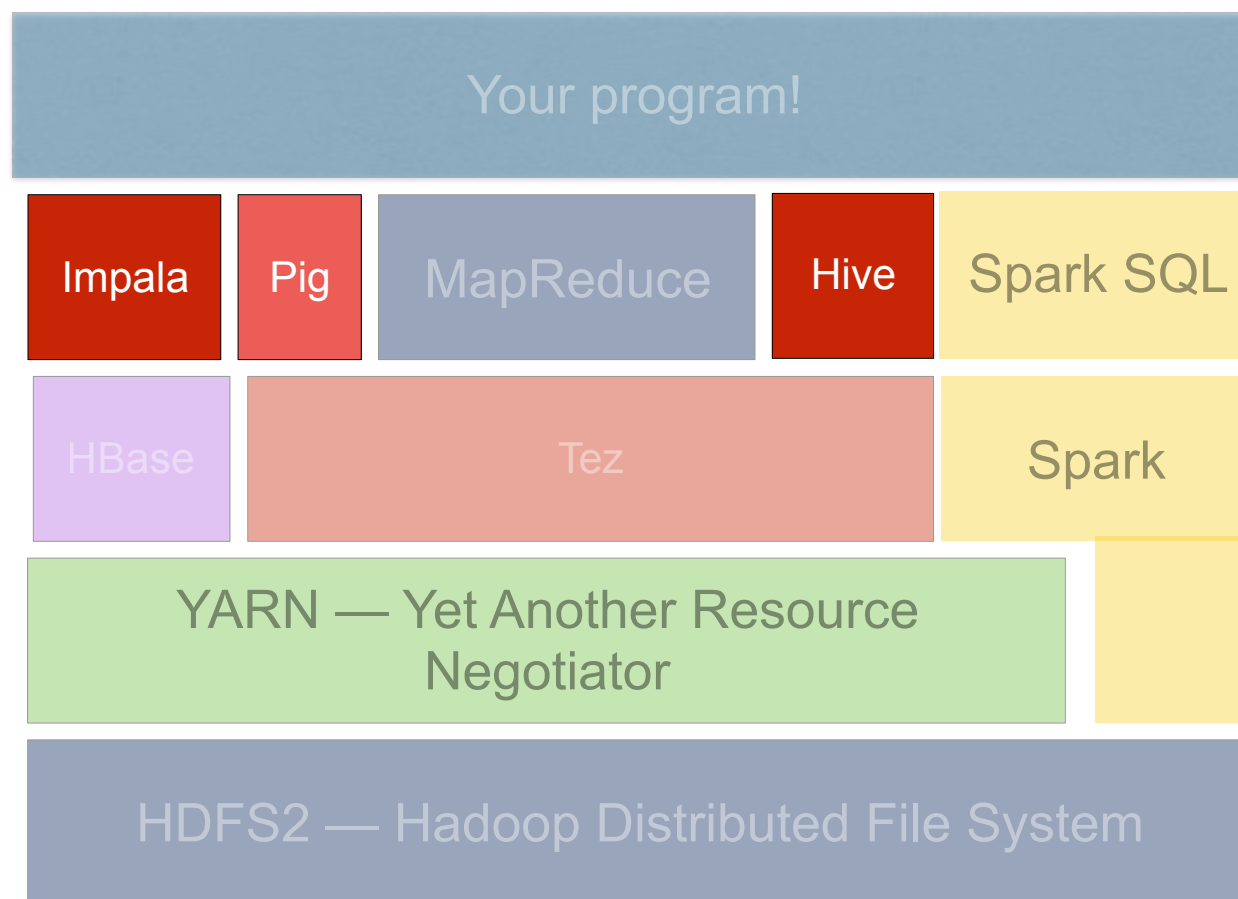 Your program!
Impala
Pig
MapReduce
Hive
Spark SQL
HBase
Tez
Spark
YARN — Yet Another Resource
Negotiator
HDFS2 — Hadoop Distributed File System